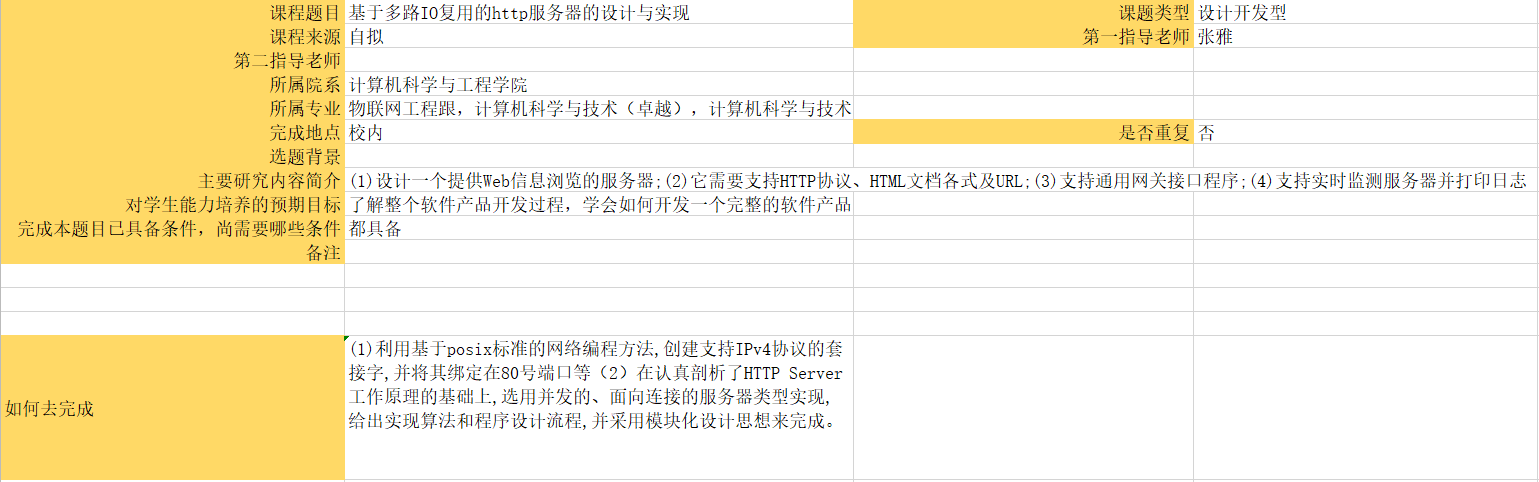 课程题目 基于多路IO复用的http服务器的设计与实现 课题类型 设计开发型
课程来源 自拟 第一指导老师 张雅
第二指导老师
所属院系 计算机科学与工程学院
所属专业 物联网工程跟，计算机科学与技术（卓越），计算机科学与技术
完成地点 校内 是否重复 否
选题背景
主要研究内容简介 (1)设计一个提供Web信息浏览的服务器;(2)它需要支持HTTP协议、HTML文档各式及URL;(3)支持通用网关接口程序;(4)支持实时监测服务器并打印日志
对学生能力培养的预期目标 了解整个软件产品开发过程，学会如何开发一个完整的软件产品
完成本题目已具备条件，尚需要哪些条件 都具备
备注
如何去完成
(1)利用基于posix标准的网络编程方法,创建支持IPv4协议的套
接字,并将其绑定在80号端口等（2）在认真剖析了HTTP Server
工作原理的基础上,选用并发的、面向连接的服务器类型实现,
给出实现算法和程序设计流程,并采用模块化设计思想来完成。